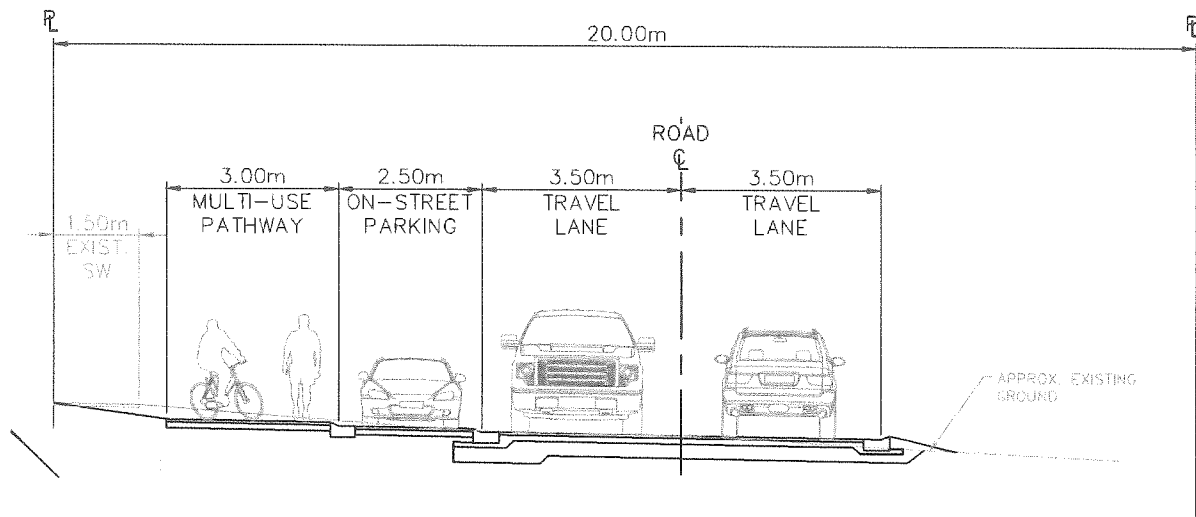 PL
PL
20.00m
ROAD
CL
3.00m
MULTI-USE
PATHWAY
2.50m
ON-STREET
PARKING
3.50m
TRAVEL
LANE
3.50m
TRAVEL
LANE
1.50m
EXIST.
SW
APPROX. EXISTING
GROUND